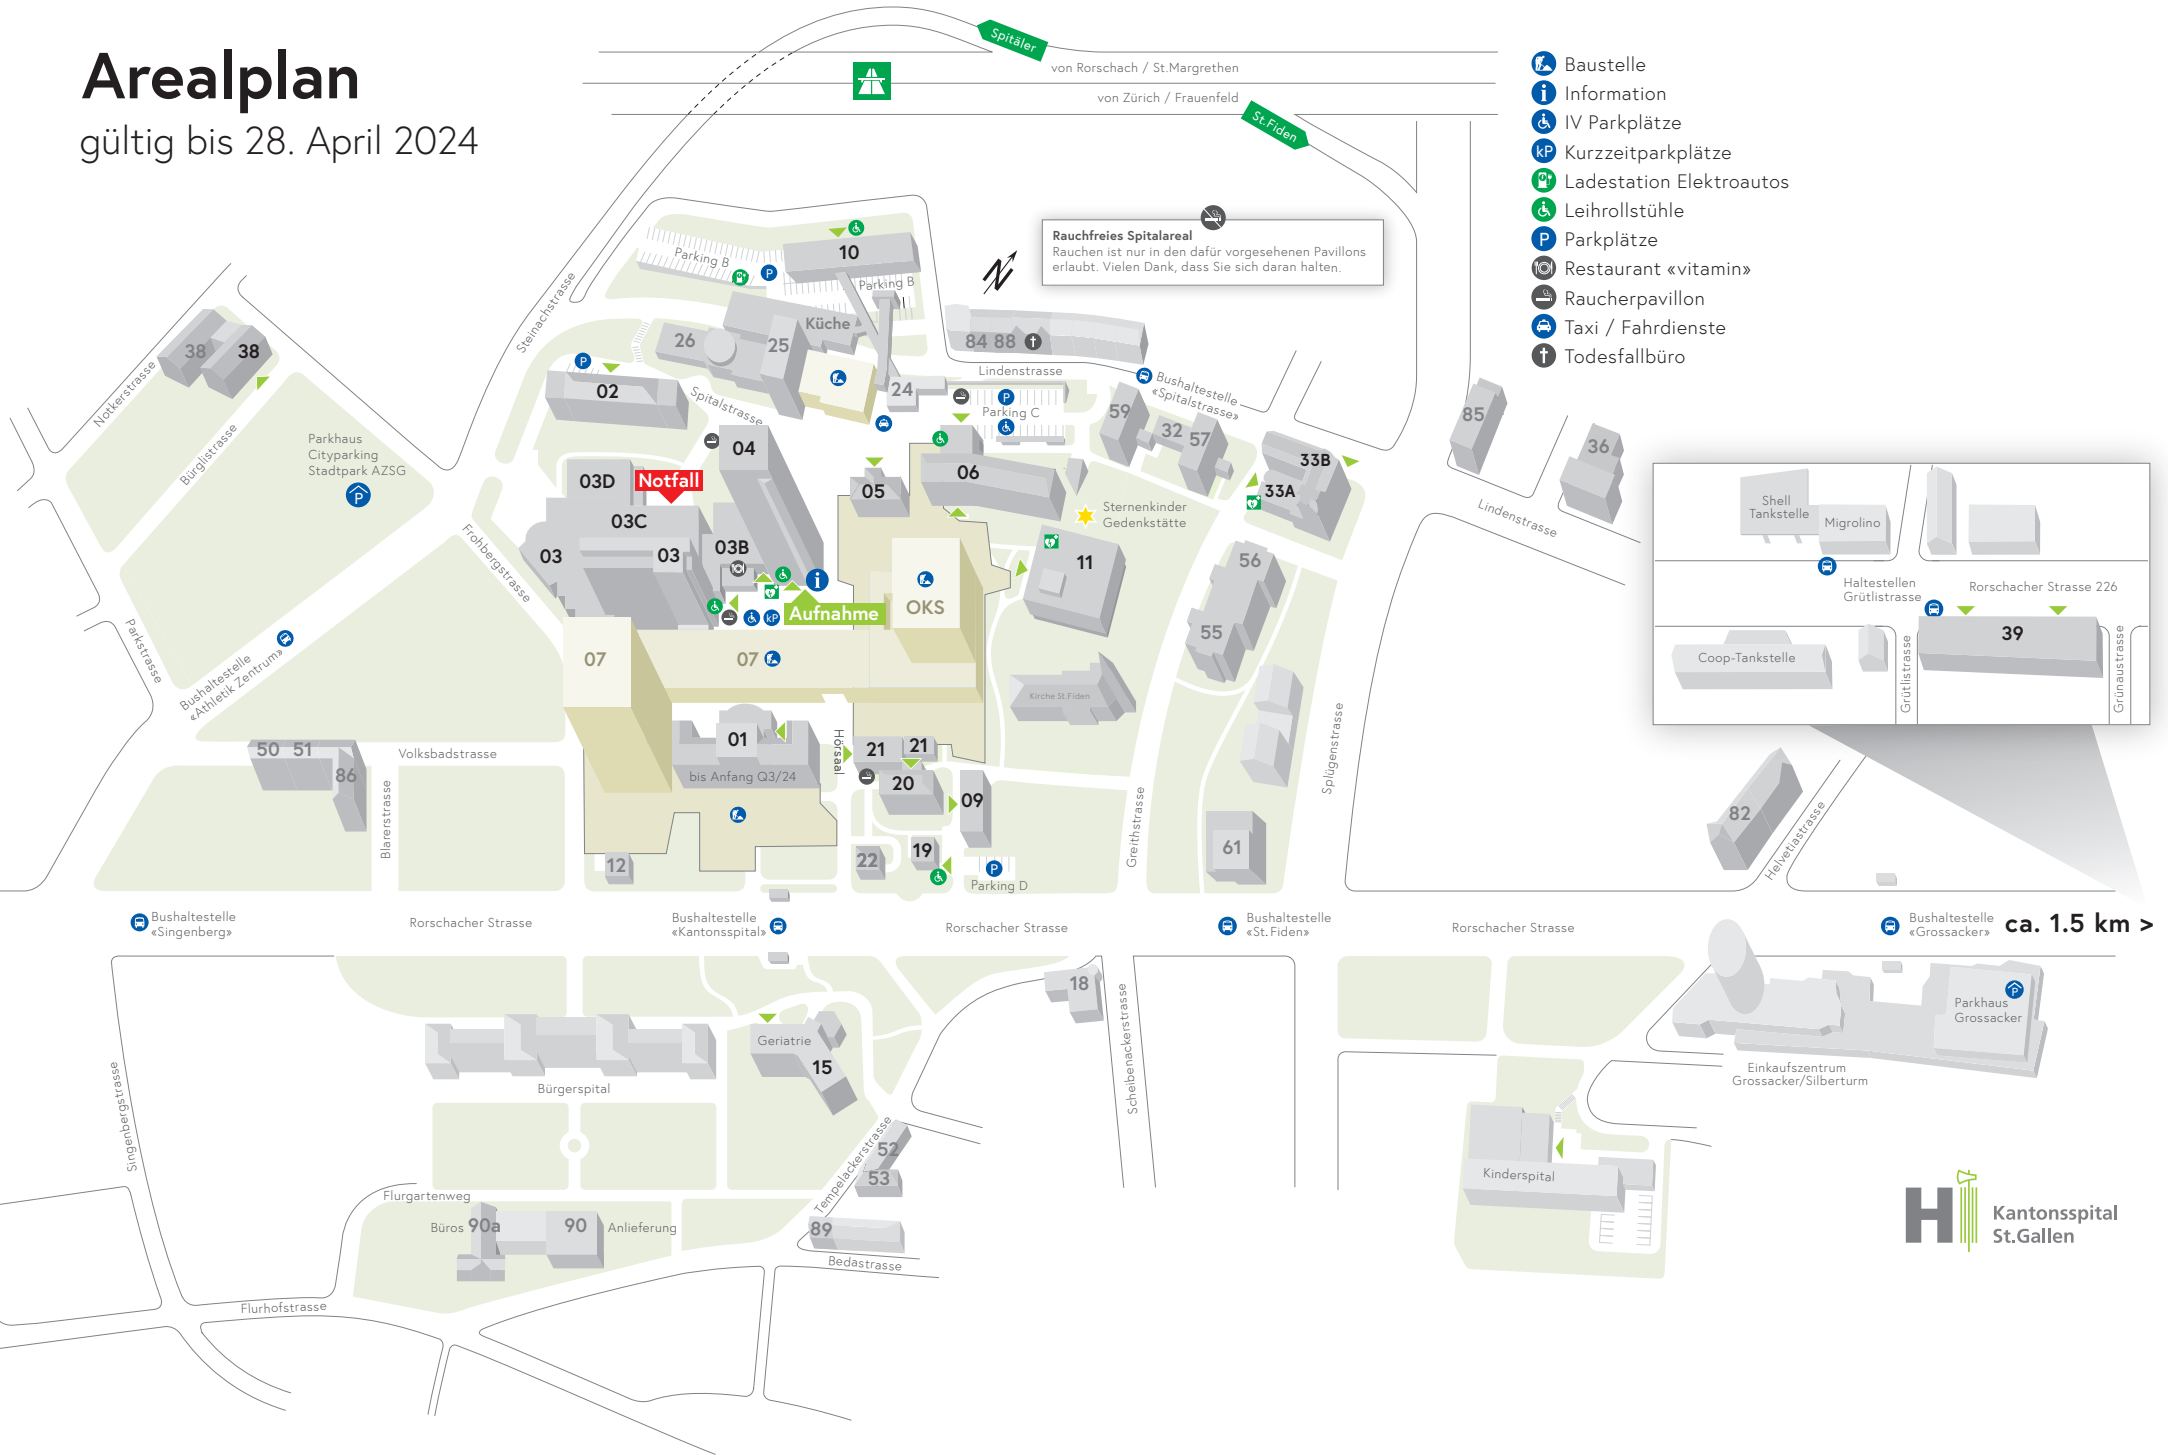 Arealplan
gültig bis 28. April 2024
Spitäler
von Rorschach / St.Margrethen
von Zürich / Frauenfeld
St.Fiden
Baustelle
Information
IV Parkplätze
kP Kurzzeitparkplätze
Ladestation Elektroautos
Leihrollstühle
P Parkplätze
Restaurant «vitamin»
Raucherpavillon
Taxi / Fahrdienste
Todesfallbüro
Rauchfreies Spitalareal
Rauchen ist nur in den dafür vorgesehenen Pavillons
erlaubt. Vielen Dank, dass Sie sich daran halten.
N
Parking B
P
10
Parking B
Küche
26
25
84 88
Lindenstrasse
Steinachstrasse
38
38
Notkerstrasse
Bürglistrasse
P
02
Spitalstrasse
24
P
Parking C
Bushaltestelle
«Spitalstrasse»
59
32
57
85
36
33B
33A
Lindenstrasse
Parkhaus
Cityparking
Stadtpark AZSG
P
04
03D
Notfall
03C
03
03
03B
05
06
Sternenkinder
Gedenkstätte
11
i
kP
Aufnahme
OKS
07
07
Frohbergstrasse
Parkstrasse
Bushaltestelle
«Athletik Zentrum»
56
55
Kirche St.Fiden
Shell
Tankstelle
Migrolino
Haltestellen
Grütlistrasse
Rorschacher Strasse 226
39
Coop-Tankstelle
Grütlistrasse
Grünaustrasse
50 51
86
Volksbadstrasse
Blarerstrasse
01
bis Anfang Q3/24
Hörsaal
21
21
20
09
19
22
12
P
Parking D
Greithstrasse
Splügenstrasse
61
82
Helvetiastrasse
Bushaltestelle
«Singenberg»
Rorschacher Strasse
Bushaltestelle
«Kantonsspital»
Rorschacher Strasse
Bushaltestelle
«St.Fiden»
Rorschacher Strasse
Bushaltestelle
«Grossacker»
ca. 1.5 km >
18
Scheibenackerstrasse
Parkhaus
Grossacker
P
Einkaufszentrum
Grossacker/Silberturm
Singenbergstrasse
Geriatrie
15
Bürgerspital
Tempelackerstrasse
52
53
89
Bedastrasse
Flurgartenweg
Büros 90a
90
Anlieferung
Flurhofstrasse
Kinderspital
H
Kantonsspital
St.Gallen